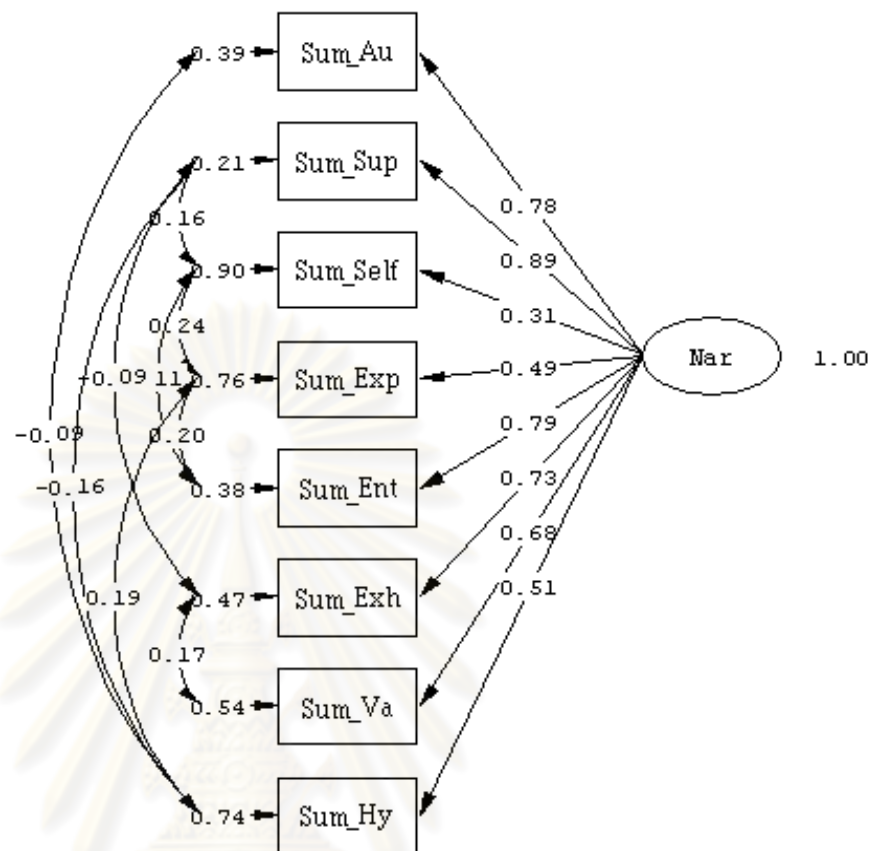 0.39 Sum_Au
0.21 Sum_Sup
0.78
0.16
0.89
0.90 Sum_Self
0.31
0.24
Nar 1.00
-0.09 11 0.76 Sum_Exp 0.49
-0.09 0.20 0.79
-0.16 0.38 Sum_Ent 0.73
0.68
0.19 0.47 Sum_Exh 0.51
0.17
0.54 Sum_Va
0.74 Sum_Hy